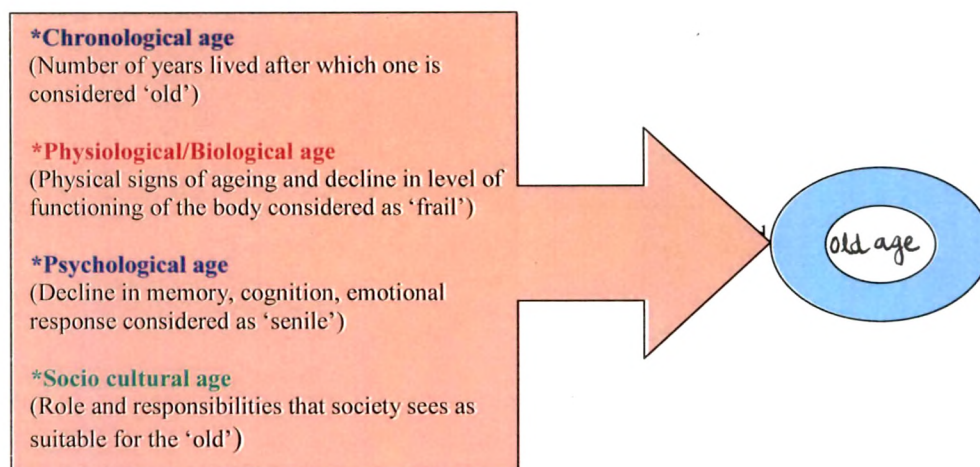 *Chronological age
(Number of years lived after which one is
considered ‘old’)
*Physiological/Biological age
(Physical signs of ageing and decline in level of
functioning of the body considered as ‘frail’)
*Psychological age
(Decline in memory, cognition, emotional
response considered as ‘senile’)
*Socio cultural age
(Role and responsibilities that society sees as
suitable for the ‘old’)
old age